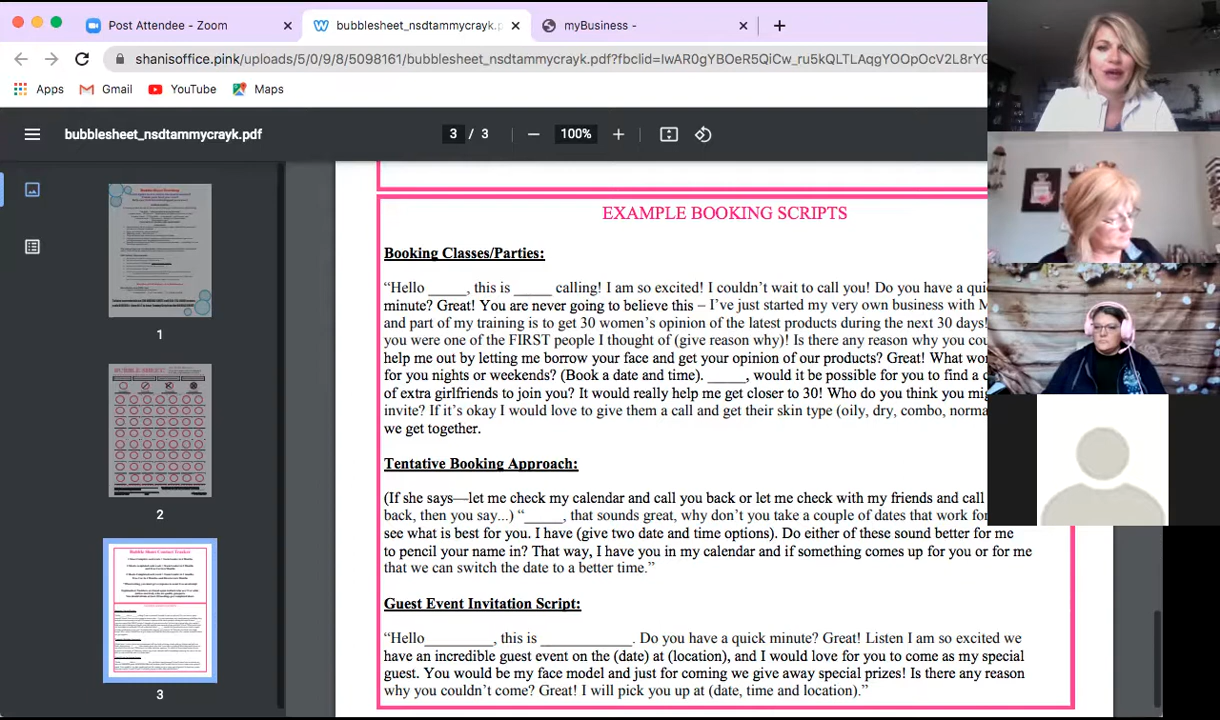 Post Attendee - Zoom
bubblesheet_nsdtammycrayk.p
myBusiness -
shanisoffice.pink/uploads/5/0/9/8/5098161/bubblesheet_nsdtammycrayk.pdf?fbclid=IwAR0gYBOeR5QiCw_ru5kQLTLAqgYOOpOcV2L8rYG
Apps
Gmail
YouTube
Maps
bubblesheet_nsdtammycrayk.pdf
3 / 3
100%
1
2
3
EXAMPLE BOOKING SCRIPTS
Booking Classes/Parties:
“Hello _____, this is _____ calling! I am so excited! I couldn’t wait to call you! Do you have a quic
minute? Great! You are never going to believe this – I’ve just started my very own business with M
and part of my training is to get 30 women’s opinion of the latest products during the next 30 days!
you were one of the FIRST people I thought of (give reason why)! Is there any reason why you cou
help me out by letting me borrow your face and get your opinion of our products? Great! What wo
for you nights or weekends? (Book a date and time). _____, would it be possible for you to find a c
of extra girlfriends to join you? It would really help me get closer to 30! Who do you think you mig
invite? If it’s okay I would love to give them a call and get their skin type (oily, dry, combo, norma
we get together.
Tentative Booking Approach:
(If she says—let me check my calendar and call you back or let me check with my friends and call
back, then you say...) “_____, that sounds great, why don’t you take a couple of dates that work for
see what is best for you. I have (give two date and time options). Do either of these sound better for me
to pencil your name in? That way, I have you in my calendar and if something comes up for you or for me
that we can switch the date to a better time.”
Guest Event Invitation Script:
“Hello_________, this is ____________. Do you have a quick minute? Great! Listen I am so excited we
have an incredible guest event on the (date) at (location), and I would love for you to come as my special
guest. You would be my face model and just for coming we give away special prizes! Is there any reason
why you couldn’t come? Great! I will pick you up at (date, time and location).”